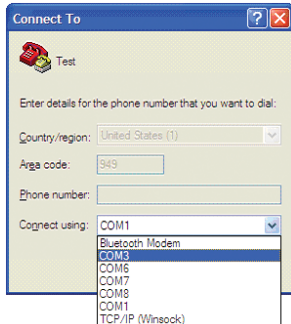 Connect To
Test
Enter details for the phone number that you want to dial:
Country/region: United States (1)
Area code: 949
Phone number:
Connect using: COM1
Bluetooth Modem
COM3
COM6
COM7
COM8
COM1
TCP/IP (Winsock)